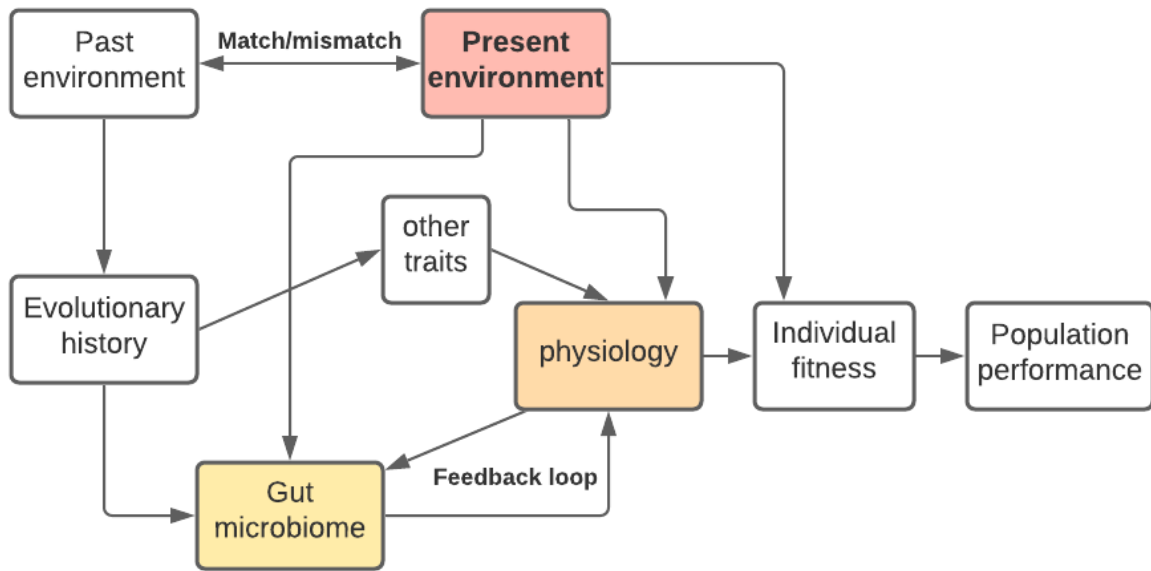 Past
environment
Match/mismatch
Present
environment
other
traits
Evolutionary
history
physiology
Individual
fitness
Population
performance
Feedback loop
Gut
microbiome